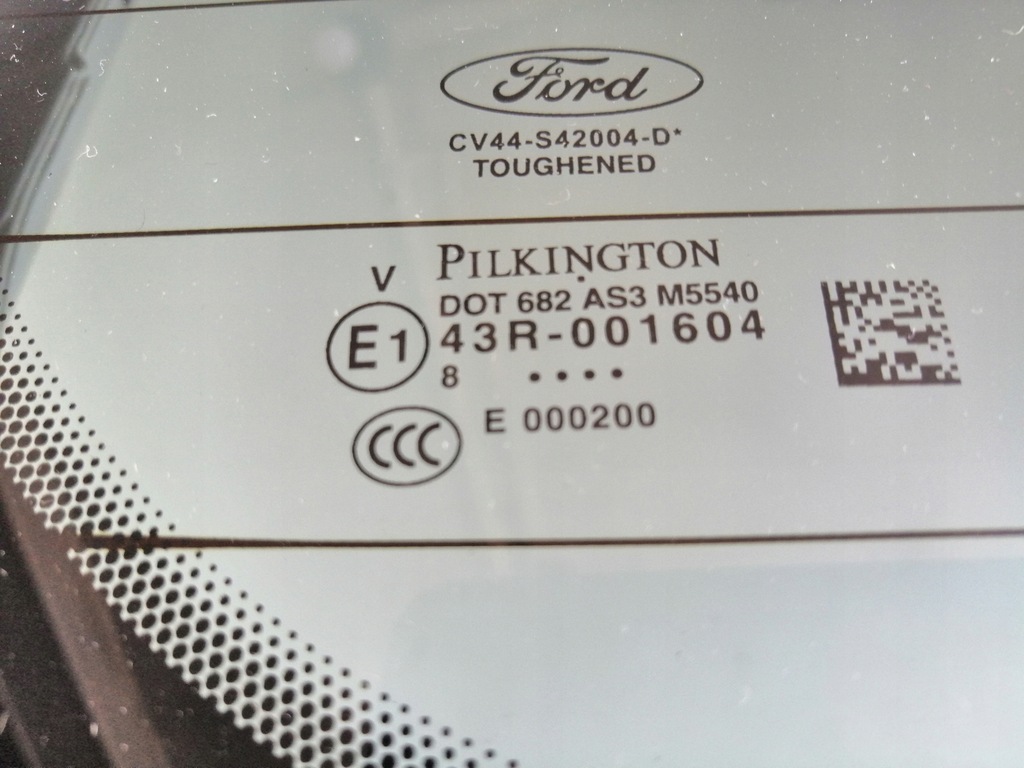 Ford
CV44-S42004-D*
TOUGHENED
PILKINGTON
V
DOT 682 AS3 M5540
E1 43R-001604
8 ····
CCC E 000200